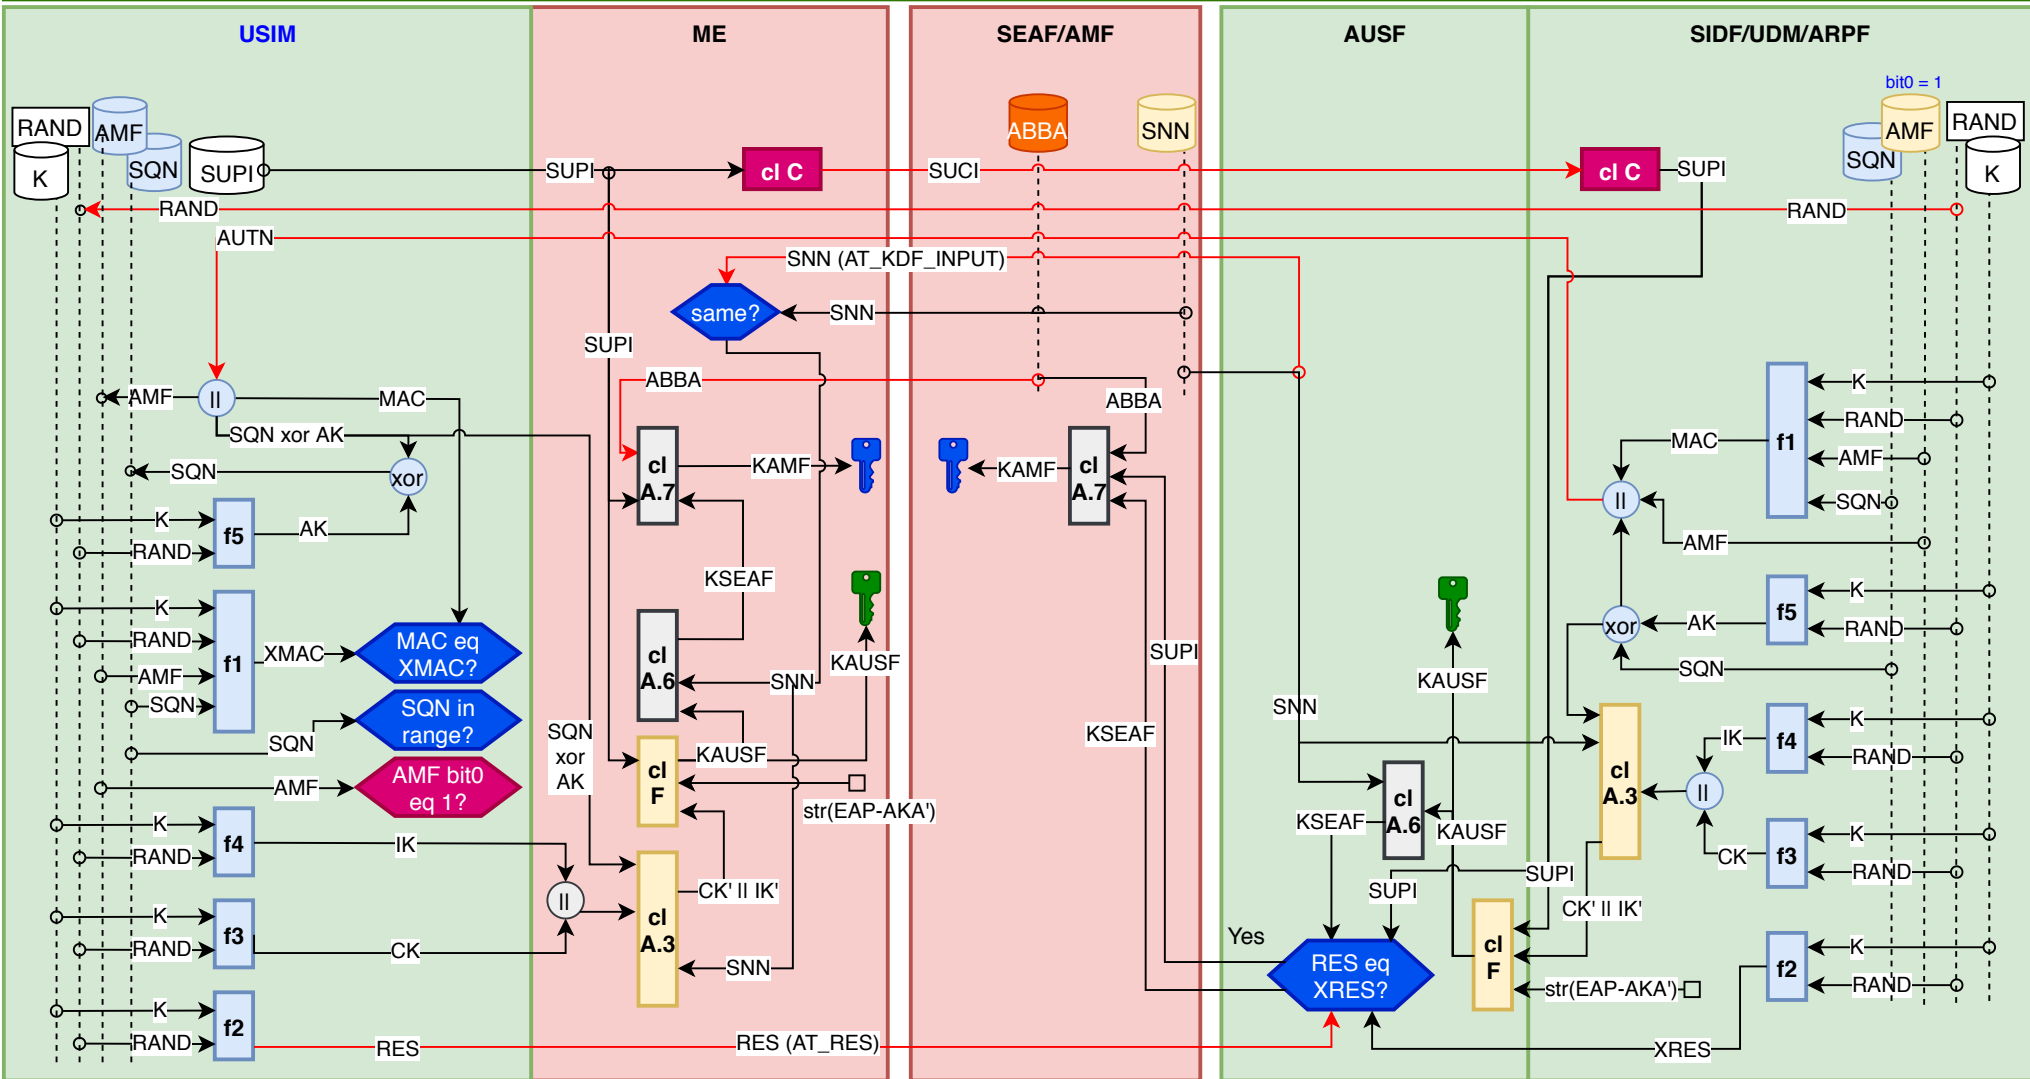 USIM
ME
SEAF/AMF
AUSF
SIDF/UDM/ARPF
bit0 = 1
RAND
AMF
K
SQN
SUPI
SUPI
cl C
SUCI
ABBA
SNN
cl C
SUPI
SQN
AMF
RAND
K
RAND
RAND
AUTN
SNN (AT_KDF_INPUT)
same?
SNN
SUPI
ABBA
ABBA
AMF
II
MAC
SQN xor AK
SQN
xor
K
RAND
f5
AK
cl
A.7
KAMF
KAMF
cl
A.7
K
RAND
AMF
SQN
f1
MAC
II
AMF
KSEAF
K
RAND
AMF
SQN
f1
XMAC
MAC eq
XMAC?
SQN in
range?
SQN
AMF
AMF bit0
eq 1?
cl
A.6
SNN
KAUSF
KAUSF
SUPI
KSEAF
KAUSF
SNN
xor
AK
f5
K
RAND
SQN
SQN
xor
AK
cl
F
str(EAP-AKA')
cl
A.3
IK
II
CK
f4
K
RAND
f3
K
RAND
K
RAND
f4
IK
II
K
RAND
f3
CK
cl
A.3
CK' II IK'
SNN
KSEAF
cl
A.6
KAUSF
SUPI
SUPI
CK' II IK'
Yes
RES eq
XRES?
cl
F
str(EAP-AKA')
f2
K
RAND
XRES
K
RAND
f2
RES
RES (AT_RES)